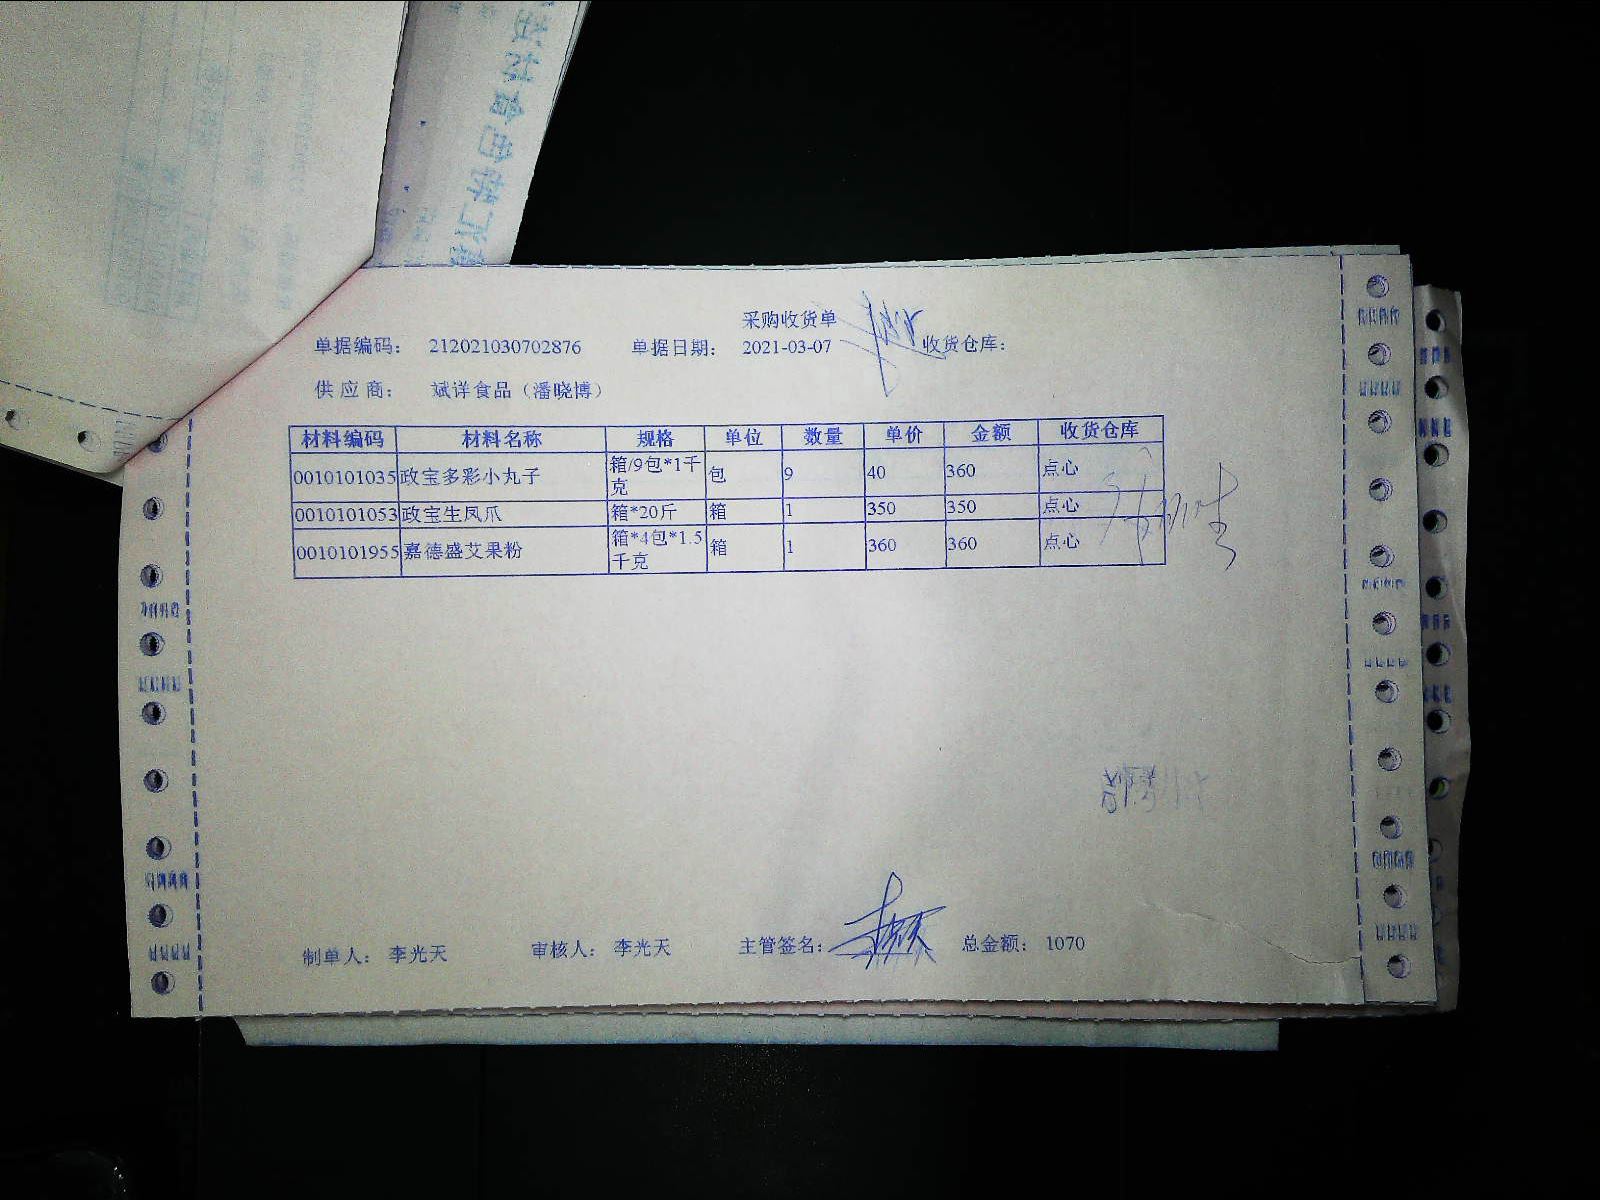 采购收货单
单据编码: 212021030702876 单据日期: 2021-03-07 收货仓库:
供应商: 斌详食品（潘晓博）
材料编码 材料名称 规格 单位 数量 单价 金额 收货仓库
0010101035 政宝多彩小丸子 箱/9包*1千克 包 9 40 360 点心
0010101053 政宝生凤爪 箱*20斤 箱 1 350 350 点心
0010101955 嘉德盛艾果粉 箱*4包*1.5千克 箱 1 360 360 点心
制单人: 李光天 审核人: 李光天 主管签名: 总金额: 1070